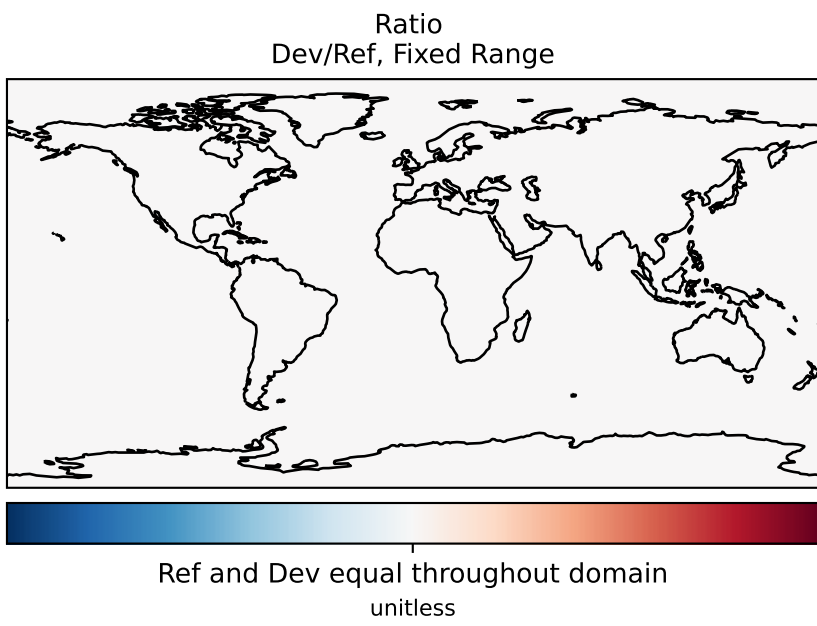 Ratio
Dev/Ref, Fixed Range
Ref and Dev equal throughout domain
unitless